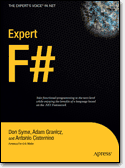 THE EXPERT'S VOICE® IN .NET
Expert
F#
Don Syme, Adam Granicz, and
Antonio Cisternino
Apress®